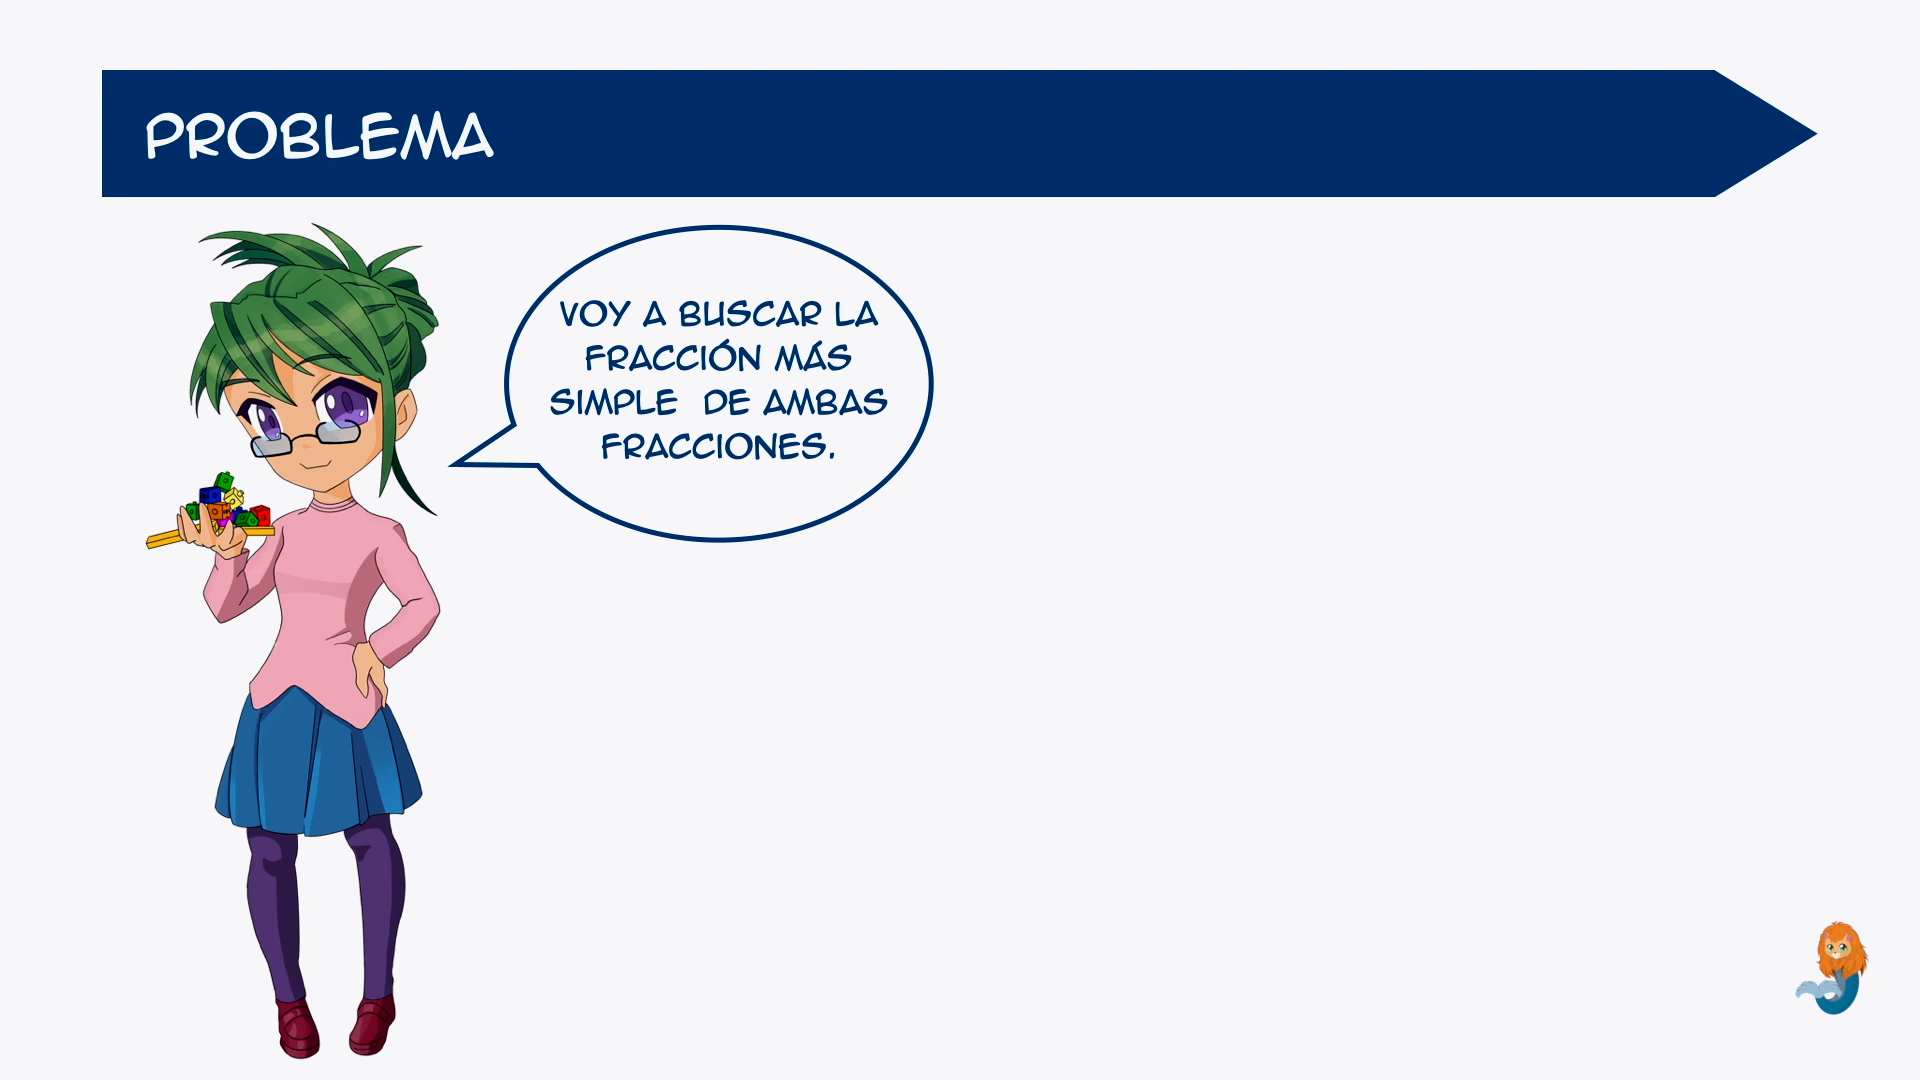 PROBLEMA
VOY A BUSCAR LA
FRACCIÓN MÁS
SIMPLE DE AMBAS
FRACCIONES.